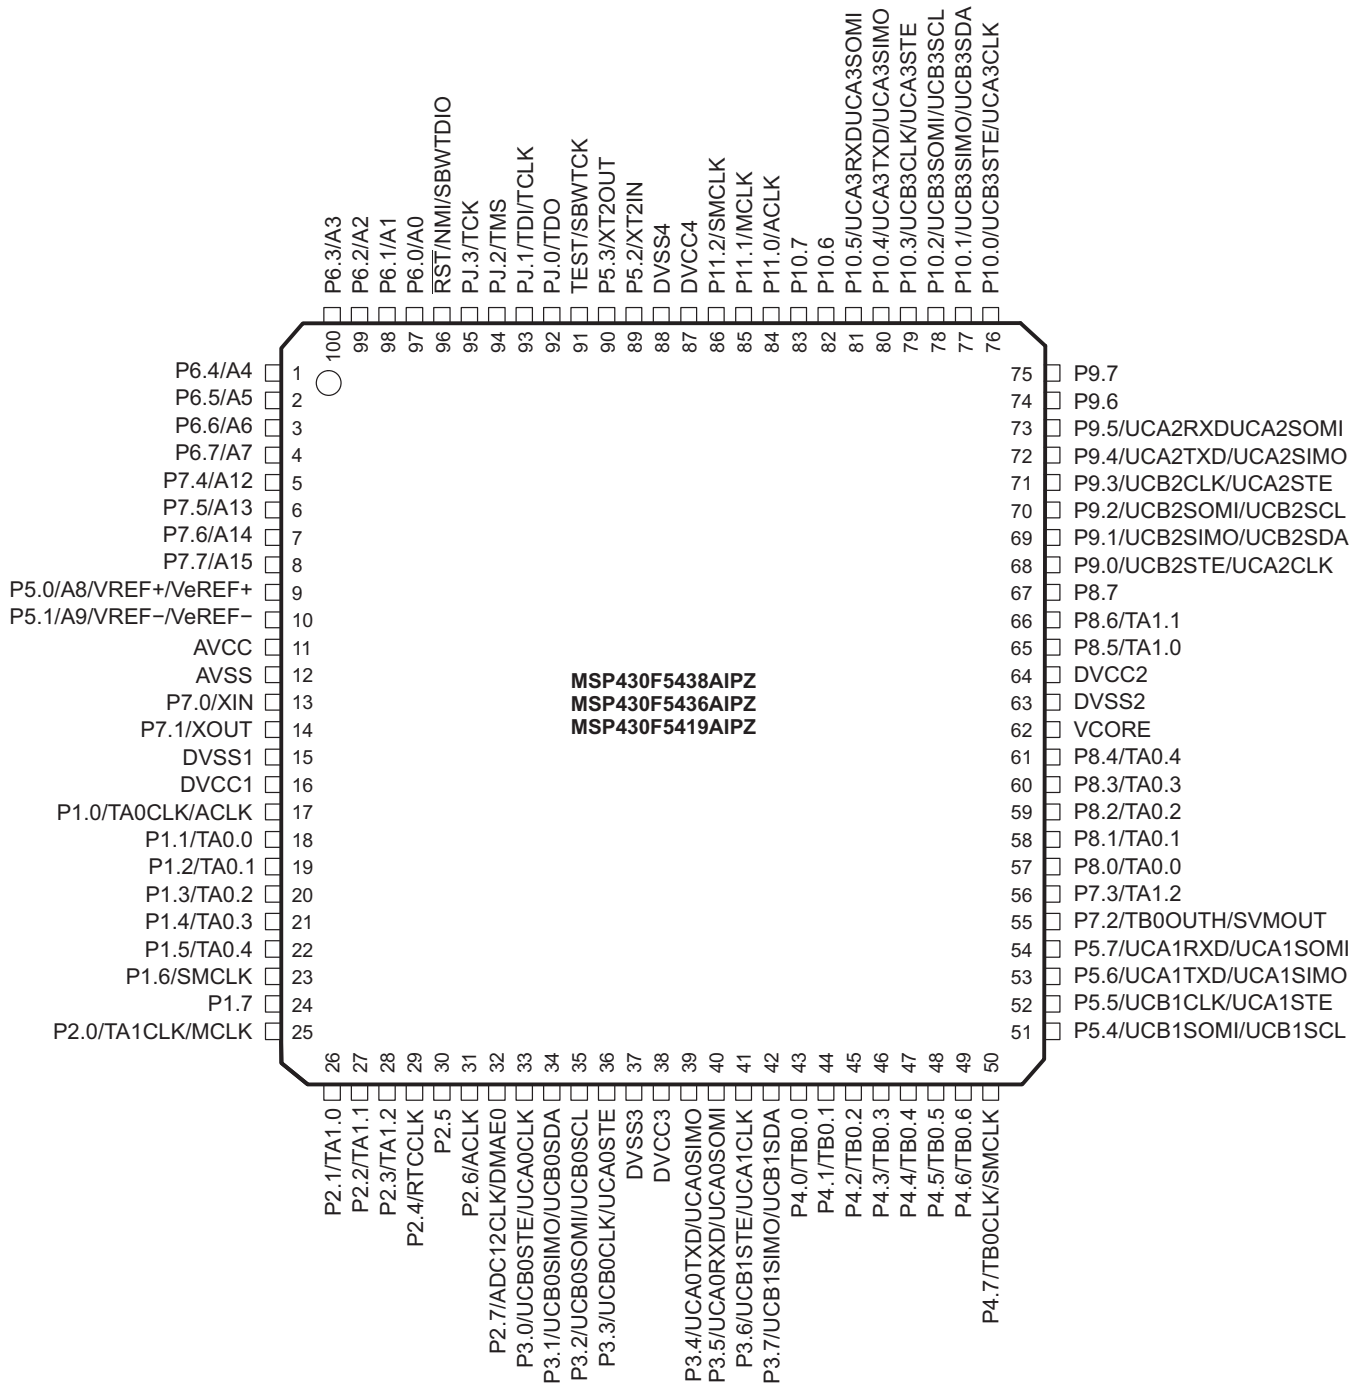 P6.3/A3
P6.2/A2
P6.1/A1
P6.0/A0
RST/NMI/SBWTDIO
PJ.3/TCK
PJ.2/TMS
PJ.1/TDI/TCLK
PJ.0/TDO
TEST/SBWTCK
P5.3/XT2OUT
P5.2/XT2IN
DVSS4
DVCC4
P11.2/SMCLK
P11.1/MCLK
P11.0/ACLK
P10.7
P10.6
P10.5/UCA3RXDUCA3SOMI
P10.4/UCA3TXD/UCA3SIMO
P10.3/UCB3CLK/UCA3STE
P10.2/UCB3SOMI/UCB3SCL
P10.1/UCB3SIMO/UCB3SDA
P10.0/UCB3STE/UCA3CLK
100
99
98
97
96
95
94
93
92
91
90
89
88
87
86
85
84
83
82
81
80
79
78
77
76
P6.4/A4 1
P6.5/A5 2
P6.6/A6 3
P6.7/A7 4
P7.4/A12 5
P7.5/A13 6
P7.6/A14 7
P7.7/A15 8
P5.0/A8/VREF+/VeREF+ 9
P5.1/A9/VREF−/VeREF− 10
AVCC 11
AVSS 12
P7.0/XIN 13
P7.1/XOUT 14
DVSS1 15
DVCC1 16
P1.0/TA0CLK/ACLK 17
P1.1/TA0.0 18
P1.2/TA0.1 19
P1.3/TA0.2 20
P1.4/TA0.3 21
P1.5/TA0.4 22
P1.6/SMCLK 23
P1.7 24
P2.0/TA1CLK/MCLK 25
MSP430F5438AIPZ
MSP430F5436AIPZ
MSP430F5419AIPZ
75 P9.7
74 P9.6
73 P9.5/UCA2RXDUCA2SOMI
72 P9.4/UCA2TXD/UCA2SIMO
71 P9.3/UCB2CLK/UCA2STE
70 P9.2/UCB2SOMI/UCB2SCL
69 P9.1/UCB2SIMO/UCB2SDA
68 P9.0/UCB2STE/UCA2CLK
67 P8.7
66 P8.6/TA1.1
65 P8.5/TA1.0
64 DVCC2
63 DVSS2
62 VCORE
61 P8.4/TA0.4
60 P8.3/TA0.3
59 P8.2/TA0.2
58 P8.1/TA0.1
57 P8.0/TA0.0
56 P7.3/TA1.2
55 P7.2/TB0OUTH/SVMOUT
54 P5.7/UCA1RXD/UCA1SOMI
53 P5.6/UCA1TXD/UCA1SIMO
52 P5.5/UCB1CLK/UCA1STE
51 P5.4/UCB1SOMI/UCB1SCL
26
27
28
29
30
31
32
33
34
35
36
37
38
39
40
41
42
43
44
45
46
47
48
49
50
P2.1/TA1.0
P2.2/TA1.1
P2.3/TA1.2
P2.4/RTCCLK
P2.5
P2.6/ACLK
P2.7/ADC12CLK/DMAE0
P3.0/UCB0STE/UCA0CLK
P3.1/UCB0SIMO/UCB0SDA
P3.2/UCB0SOMI/UCB0SCL
P3.3/UCB0CLK/UCA0STE
DVSS3
DVCC3
P3.4/UCA0TXD/UCA0SIMO
P3.5/UCA0RXD/UCA0SOMI
P3.6/UCB1STE/UCA1CLK
P3.7/UCB1SIMO/UCB1SDA
P4.0/TB0.0
P4.1/TB0.1
P4.2/TB0.2
P4.3/TB0.3
P4.4/TB0.4
P4.5/TB0.5
P4.6/TB0.6
P4.7/TB0CLK/SMCLK